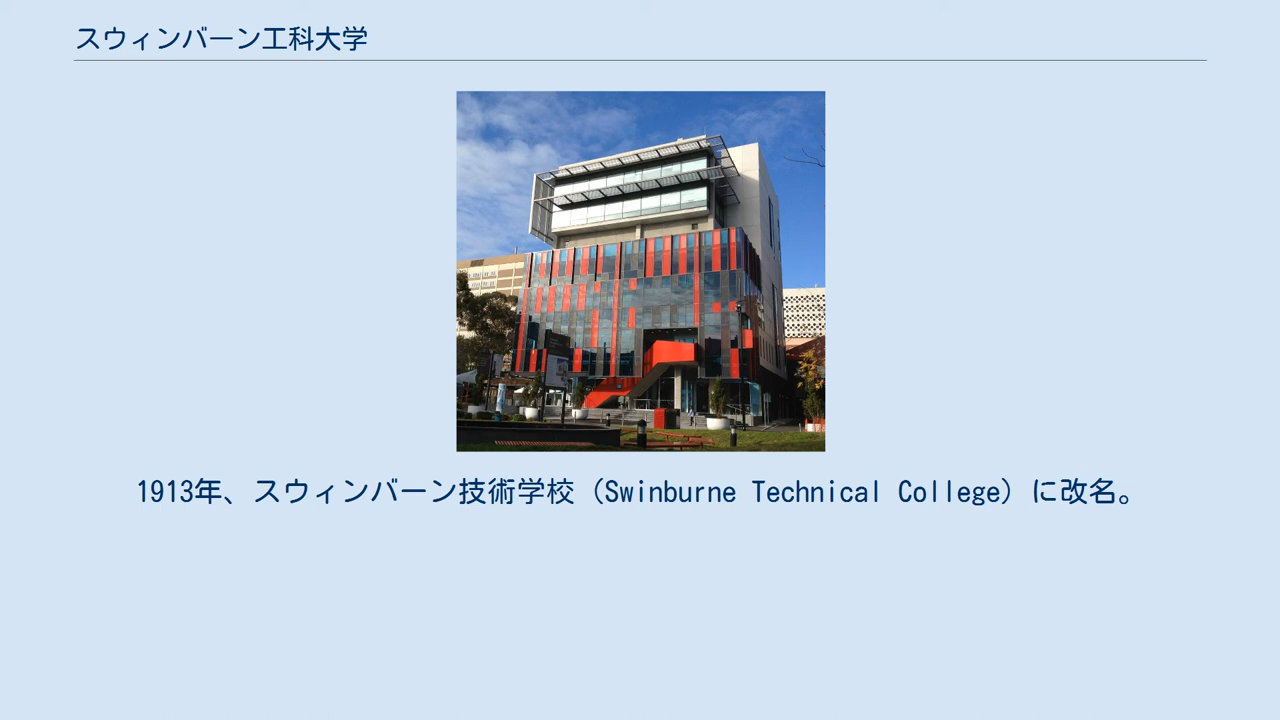 スウィンバーン工科大学
1913年、スウィンバーン技術学校（Swinburne Technical College）に改名。